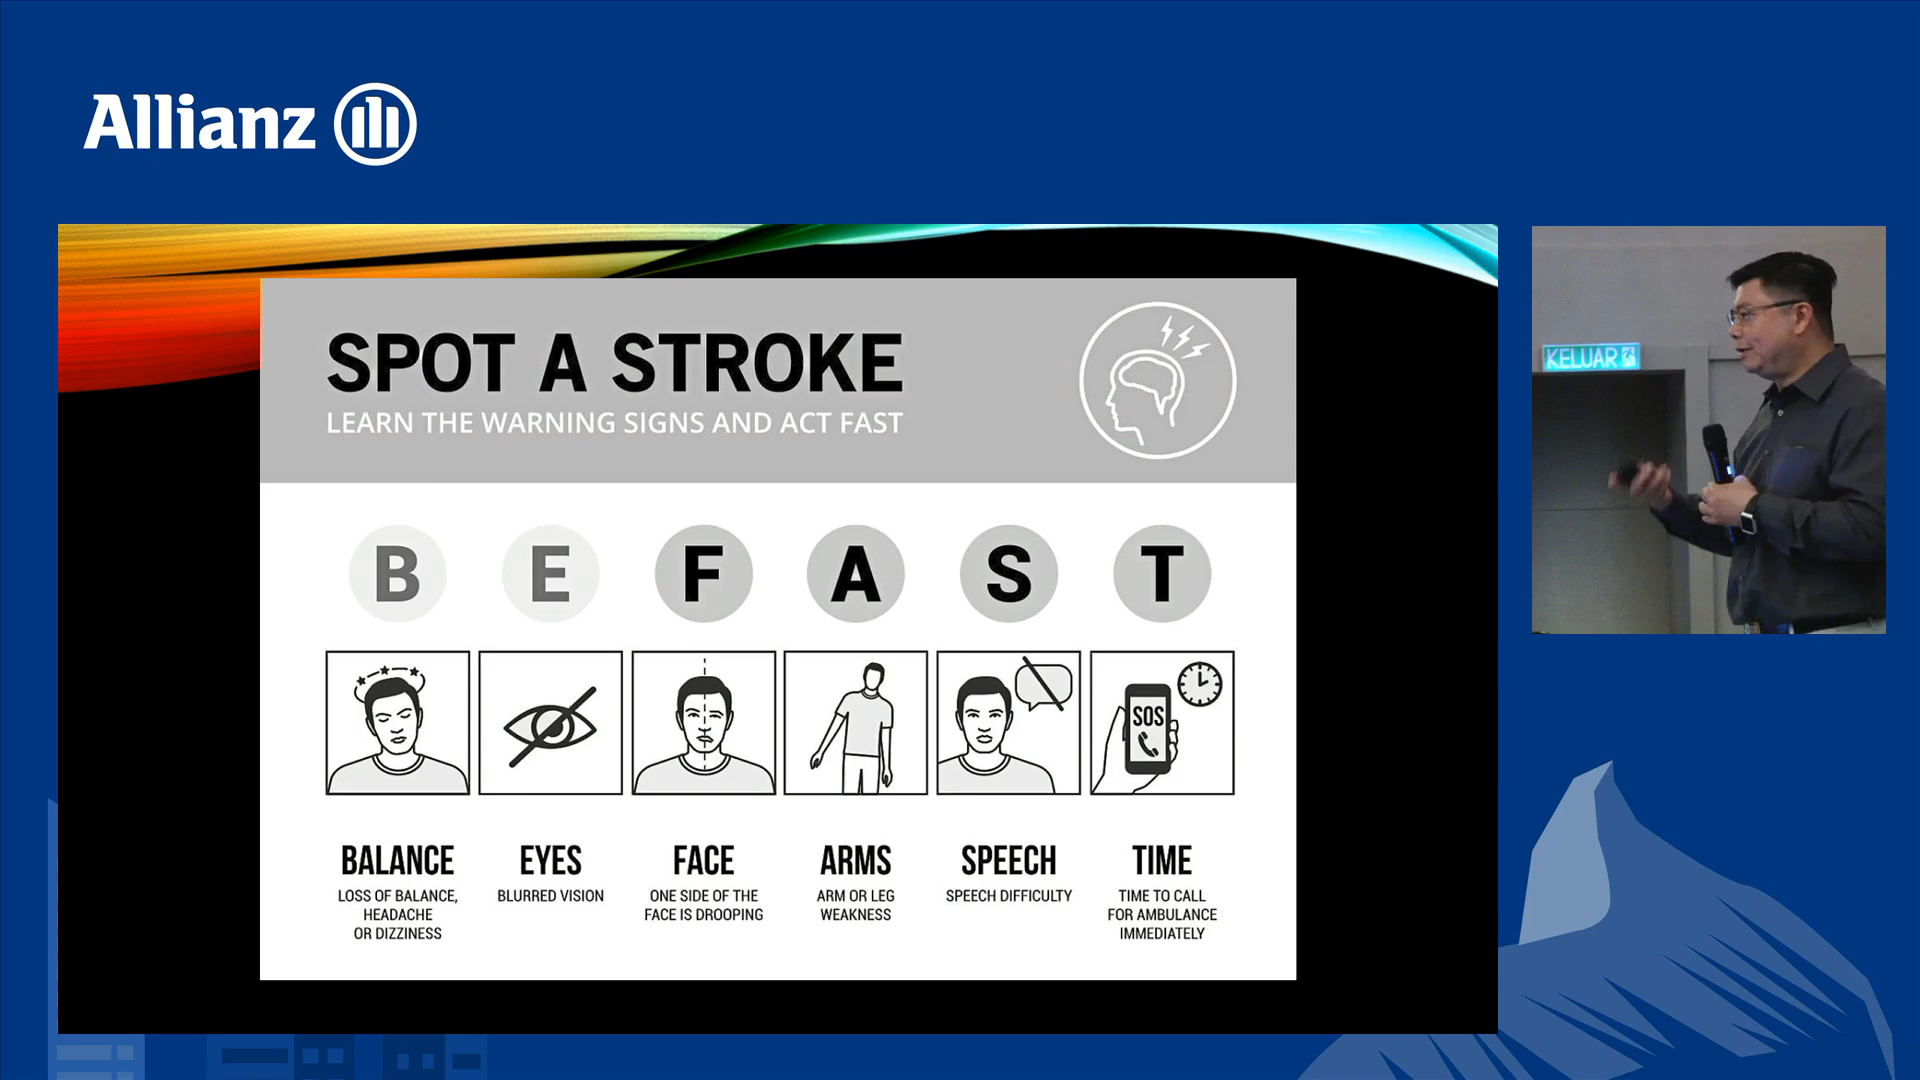 Allianz
SPOT A STROKE
LEARN THE WARNING SIGNS AND ACT FAST
B E F A S T
SOS
BALANCE
LOSS OF BALANCE,
HEADACHE
OR DIZZINESS
EYES
BLURRED VISION
FACE
ONE SIDE OF THE
FACE IS DROOPING
ARMS
ARM OR LEG
WEAKNESS
SPEECH
SPEECH DIFFICULTY
TIME
TIME TO CALL
FOR AMBULANCE
IMMEDIATELY
KELUAR